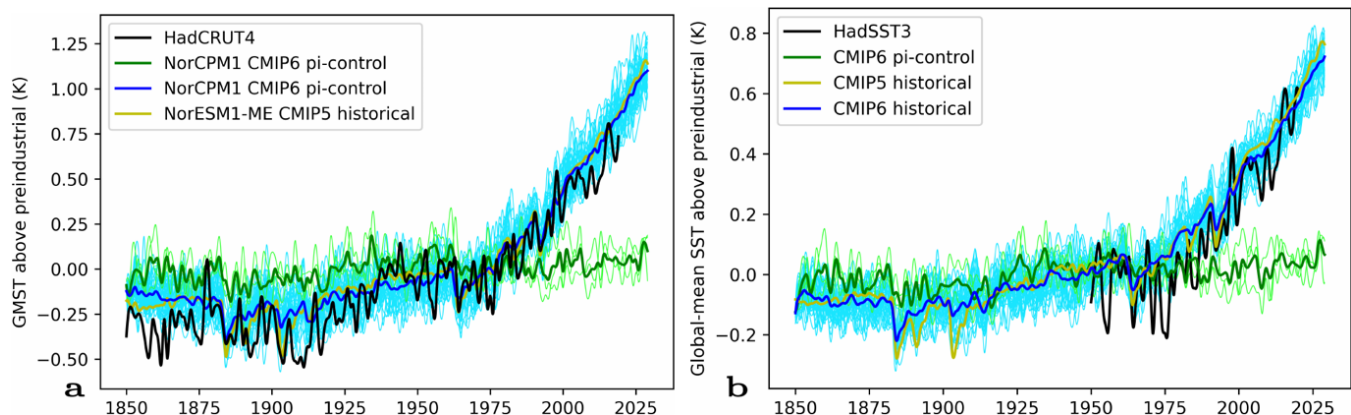 GMST above preindustrial (K)
1.25
1.00
0.75
0.50
0.25
0.00
−0.25
−0.50
HadCRUT4
NorCPM1 CMIP6 pi-control
NorCPM1 CMIP6 pi-control
NorESM1-ME CMIP5 historical
a
1850 1875 1900 1925 1950 1975 2000 2025
Global-mean SST above preindustrial (K)
0.8
0.6
0.4
0.2
0.0
−0.2
HadSST3
CMIP6 pi-control
CMIP5 historical
CMIP6 historical
b
1850 1875 1900 1925 1950 1975 2000 2025